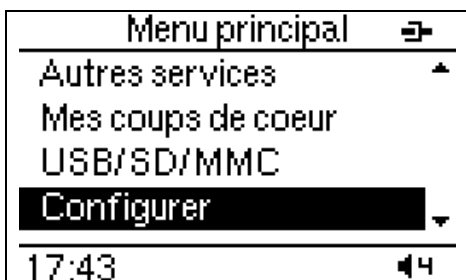 Menu principal
Autres services
Mes coups de coeur
USB/SD/MMC
Configurer
17:43 4